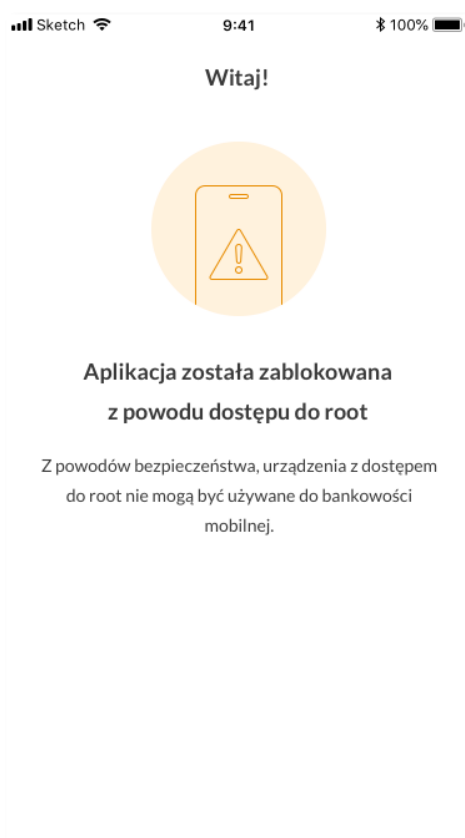 Sketch 9:41 100%
Witaj!
Aplikacja została zablokowana
z powodu dostępu do root
Z powodów bezpieczeństwa, urządzenia z dostępem
do root nie mogą być używane do bankowości
mobilnej.